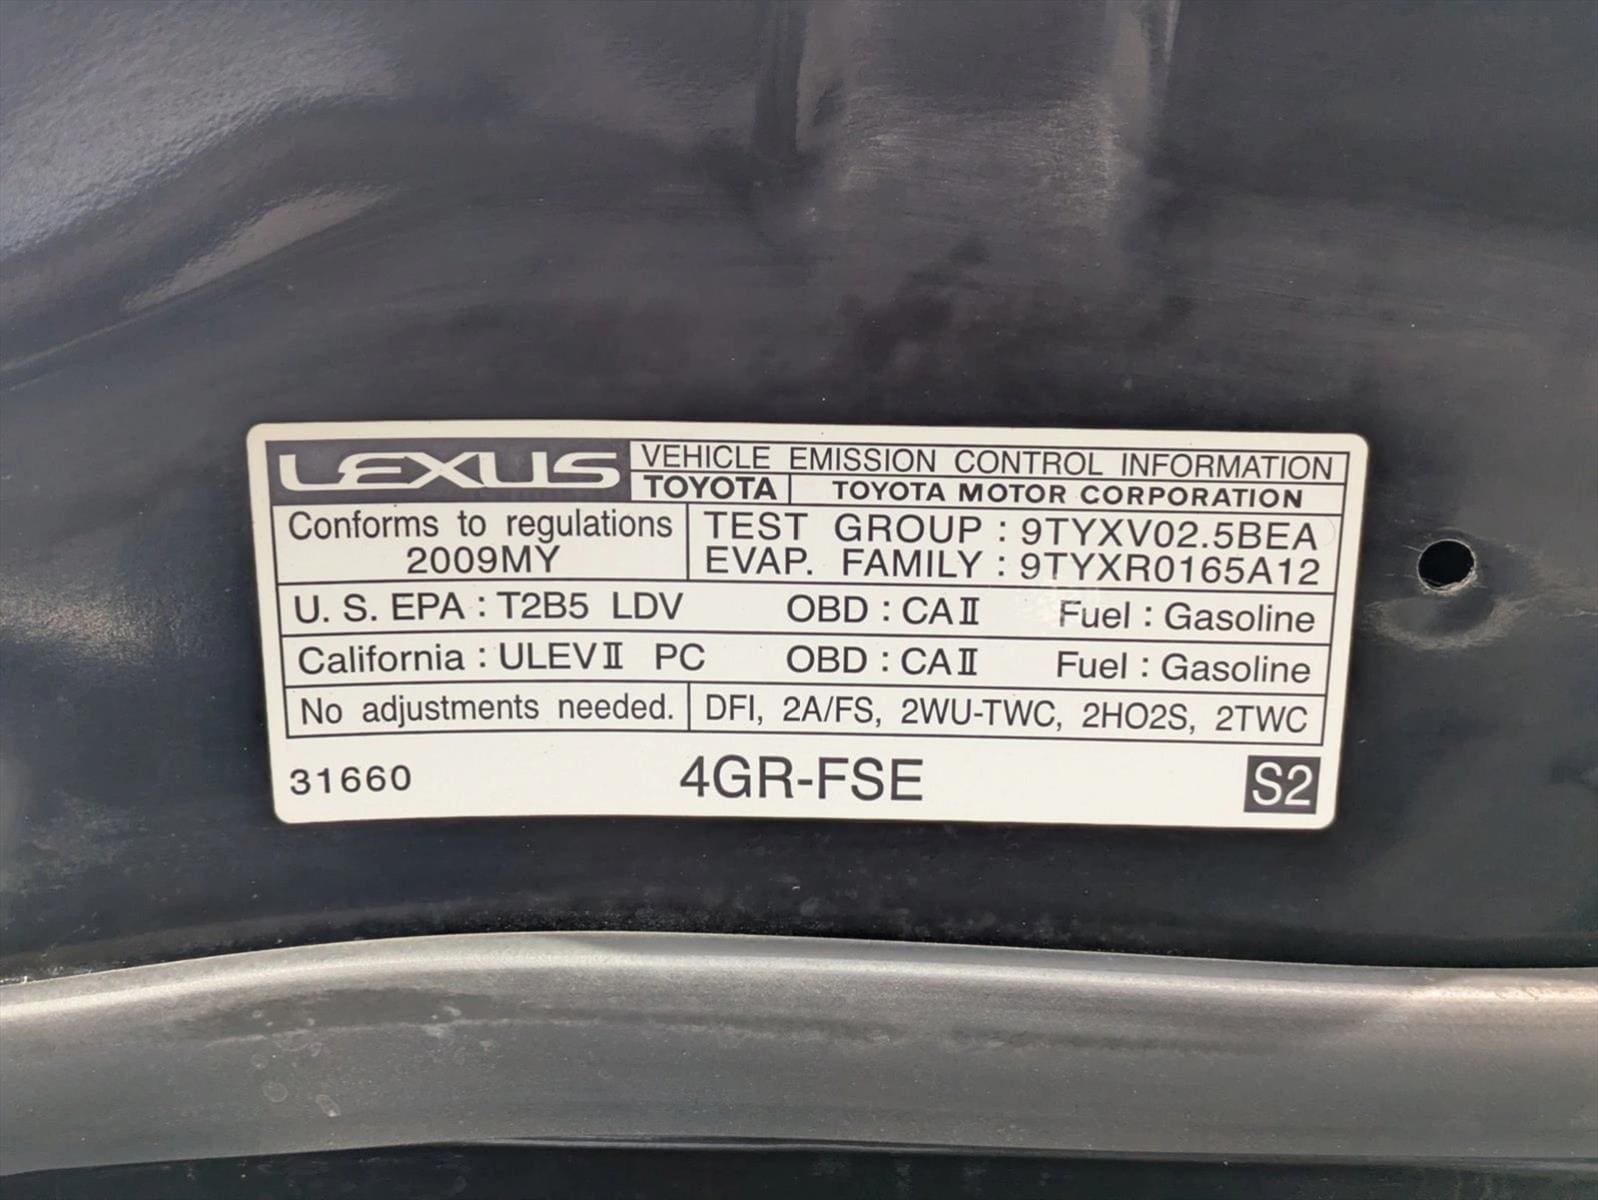 LEXUS VEHICLE EMISSION CONTROL INFORMATION
TOYOTA TOYOTA MOTOR CORPORATION
Conforms to regulations TEST GROUP : 9TYXV02.5BEA
2009MY EVAP. FAMILY : 9TYXR0165A12
U. S. EPA : T2B5 LDV OBD : CAⅡ Fuel : Gasoline
California : ULEVⅡ PC OBD : CAⅡ Fuel : Gasoline
No adjustments needed. DFI, 2A/FS, 2WU-TWC, 2HO2S, 2TWC
31660 4GR-FSE S2